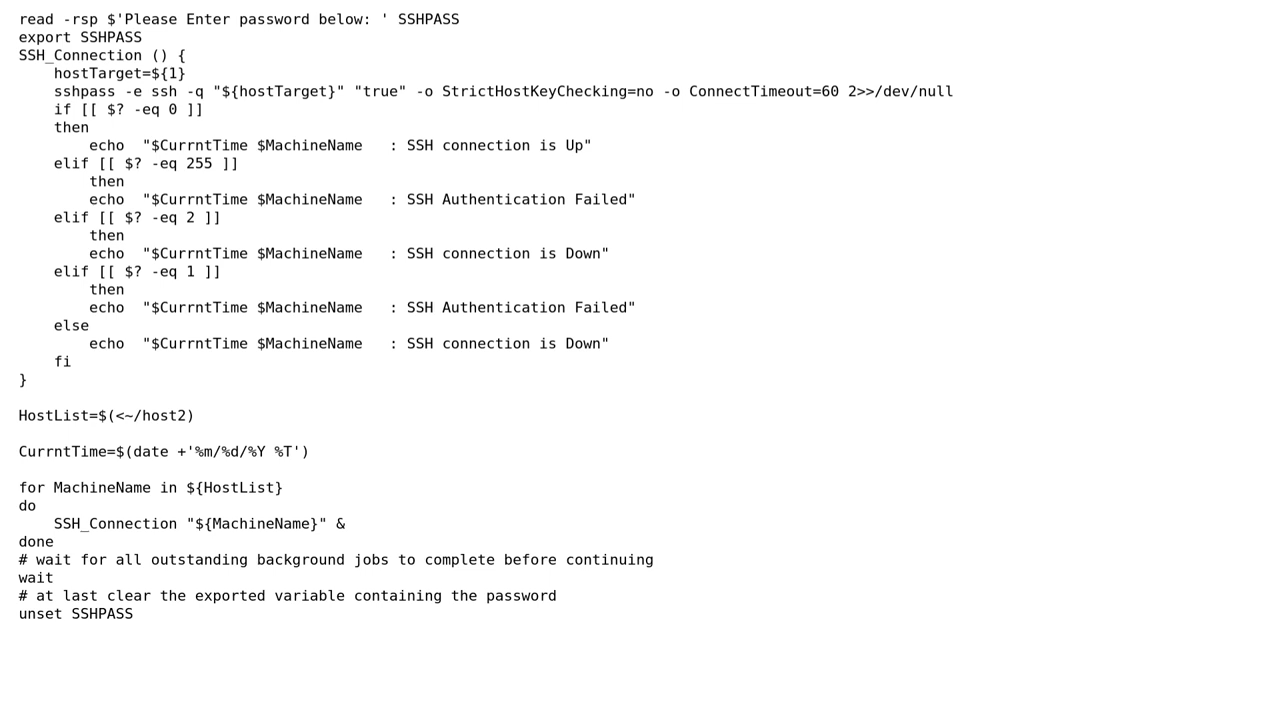 read -rsp $'Please Enter password below: ' SSHPASS
export SSHPASS
SSH_Connection () {
    hostTarget=${1}
    sshpass -e ssh -q "${hostTarget}" "true" -o StrictHostKeyChecking=no -o ConnectTimeout=60 2>>/dev/null
    if [[ $? -eq 0 ]]
    then
        echo  "$CurrntTime $MachineName   : SSH connection is Up"
    elif [[ $? -eq 255 ]]
        then
        echo  "$CurrntTime $MachineName   : SSH Authentication Failed"
    elif [[ $? -eq 2 ]]
        then
        echo  "$CurrntTime $MachineName   : SSH connection is Down"
    elif [[ $? -eq 1 ]]
        then
        echo  "$CurrntTime $MachineName   : SSH Authentication Failed"
    else
        echo  "$CurrntTime $MachineName   : SSH connection is Down"
    fi
}

HostList=$(<~/host2)

CurrntTime=$(date +'%m/%d/%Y %T')

for MachineName in ${HostList}
do
    SSH_Connection "${MachineName}" &
done
# wait for all outstanding background jobs to complete before continuing
wait
# at last clear the exported variable containing the password
unset SSHPASS